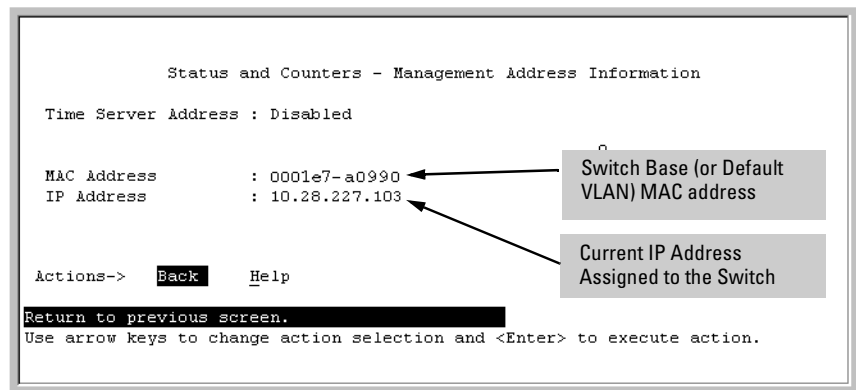 Status and Counters - Management Address Information
Time Server Address : Disabled
MAC Address : 0001e7-a0990
Switch Base (or Default
VLAN) MAC address
IP Address : 10.28.227.103
Current IP Address
Assigned to the Switch
Actions-> Back Help
Return to previous screen.
Use arrow keys to change action selection and <Enter> to execute action.